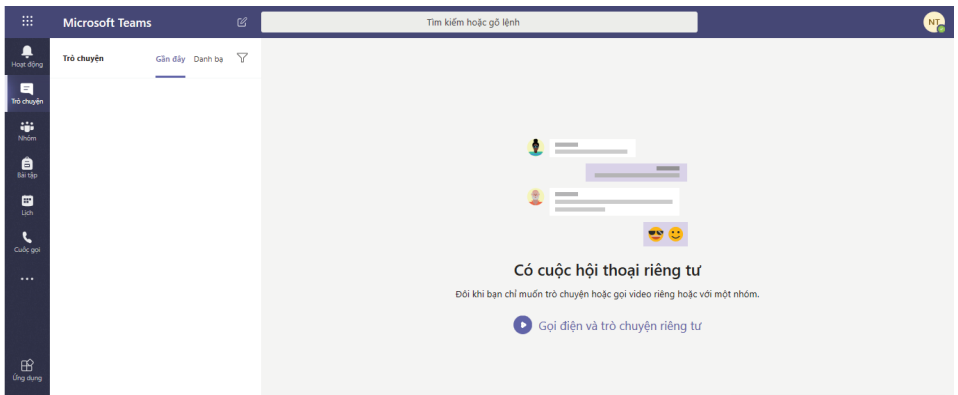 Microsoft Teams
Tìm kiếm hoặc gõ lệnh
NT
Hoạt động
Trò chuyện
Gần đây
Danh bạ
Trò chuyện
Nhóm
Bài tập
Lịch
Cuộc gọi
Ứng dụng
Có cuộc hội thoại riêng tư
Đôi khi bạn chỉ muốn trò chuyện hoặc gọi video riêng hoặc với một nhóm.
Gọi điện và trò chuyện riêng tư